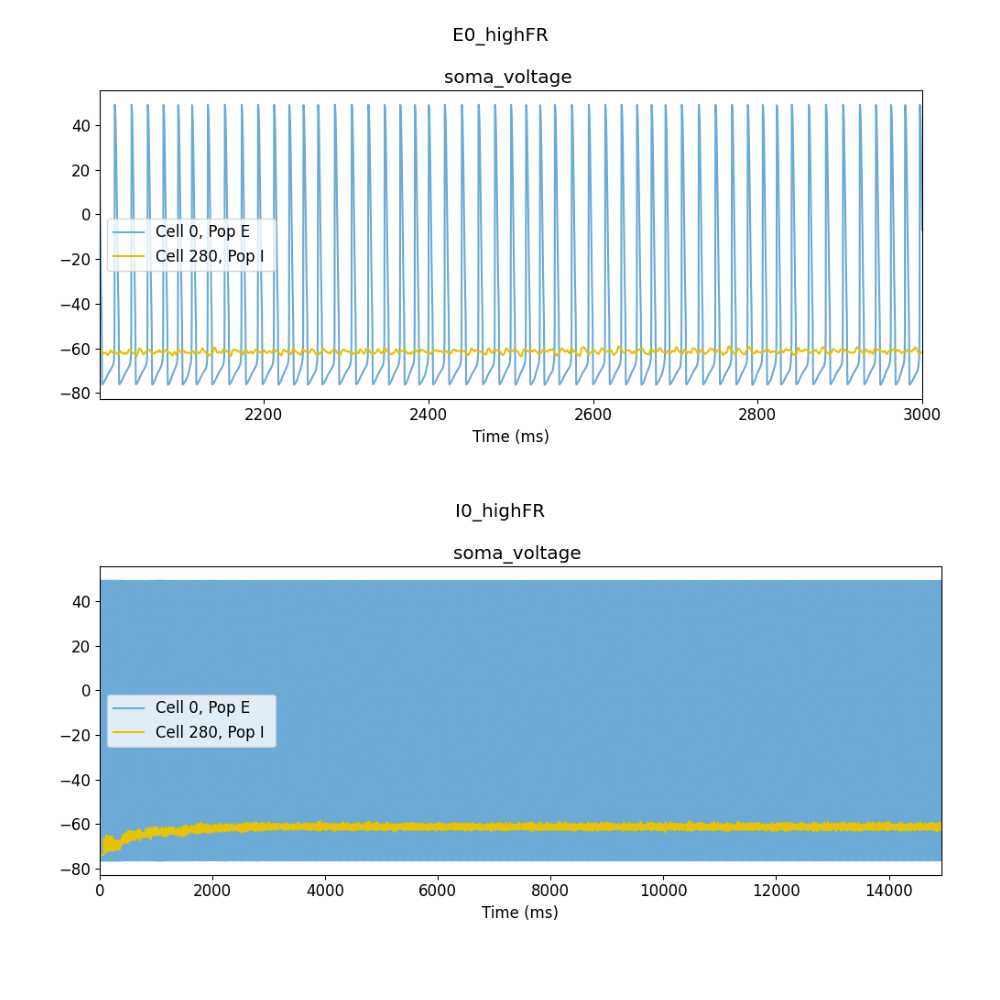 E0_highFR
soma_voltage
40
20
0
−20
−40
−60
−80
Cell 0, Pop E
Cell 280, Pop I
2200 2400 2600 2800 3000
Time (ms)
I0_highFR
soma_voltage
40
20
0
−20
−40
−60
−80
Cell 0, Pop E
Cell 280, Pop I
0 2000 4000 6000 8000 10000 12000 14000
Time (ms)